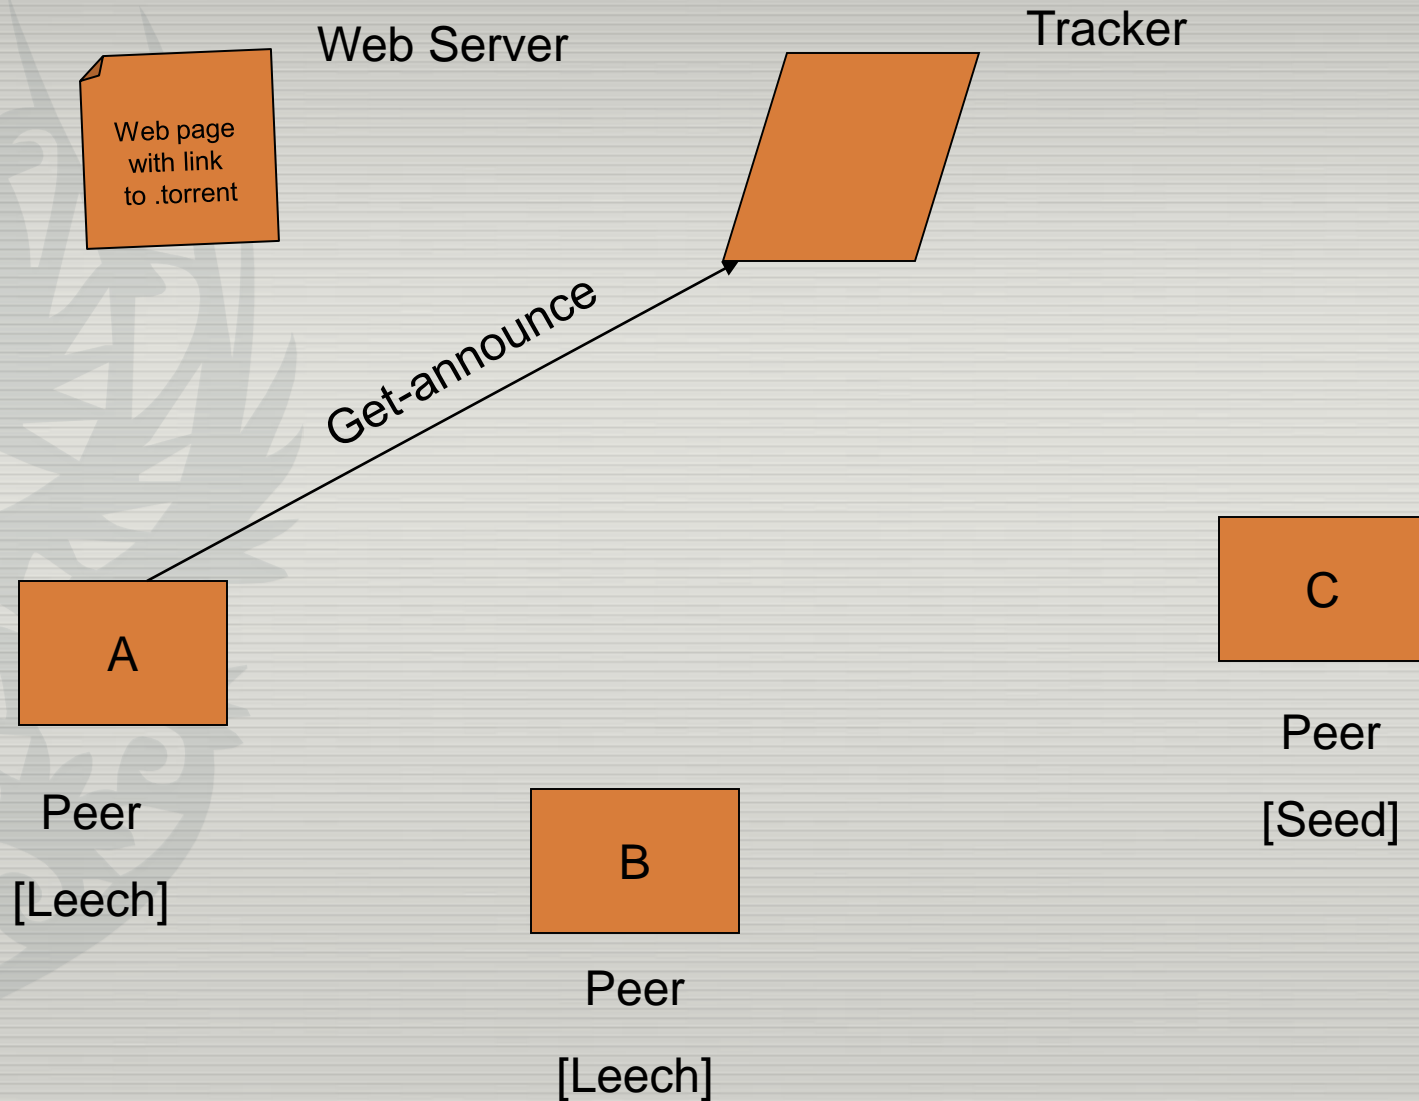 Web Server
Tracker
Web page
with link
to .torrent
Get-announce
A
Peer
[Leech]
B
Peer
[Leech]
C
Peer
[Seed]